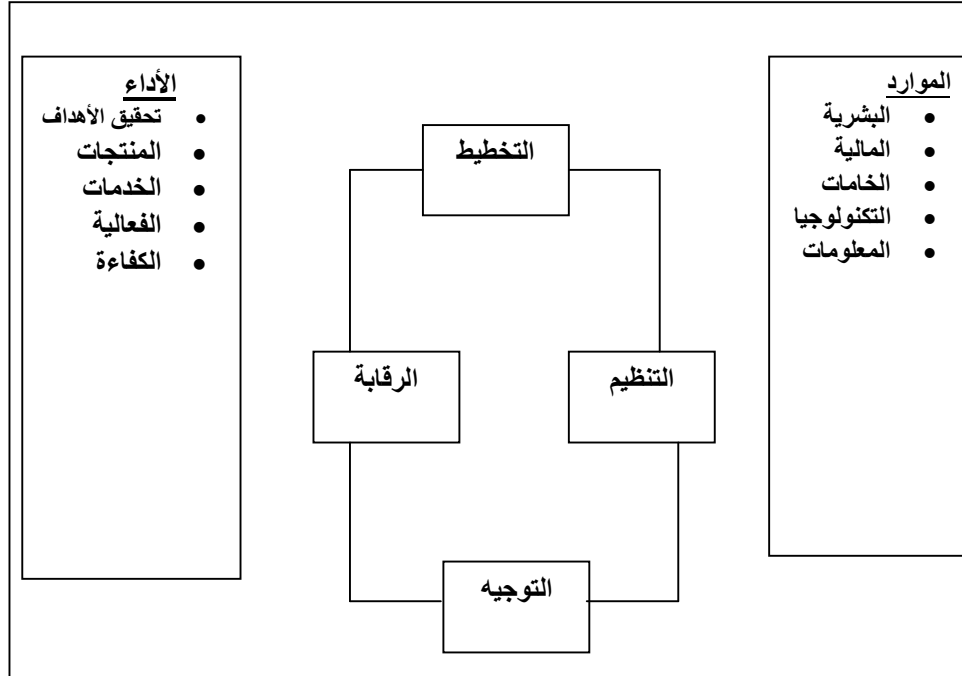 الموارد
البشرية
المالية
الخامات
التكنولوجيا
المعلومات
التخطيط
التنظيم
الرقابة
التوجيه
الأداء
تحقيق الأهداف
المنتجات
الخدمات
الفعالية
الكفاءة